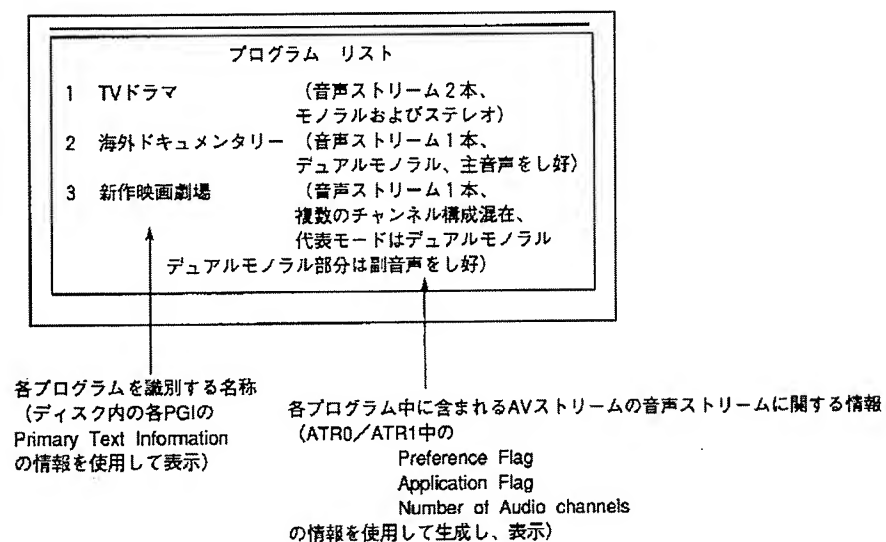 プログラム リスト
1 TVドラマ (音声ストリーム2本、
モノラルおよびステレオ)
2 海外ドキュメンタリー (音声ストリーム1本、
デュアルモノラル、主音声をし好)
3 新作映画劇場 (音声ストリーム1本、
複数のチャンネル構成混在、
代表モードはデュアルモノラル
デュアルモノラル部分は副音声をし好)
各プログラムを識別する名称
(ディスク内の各PGIの
Primary Text Information
の情報を使用して表示)
各プログラム中に含まれるAVストリームの音声ストリームに関する情報
(ATR0/ATR1中の
Preference Flag
Application Flag
Number of Audio channels
の情報を使用して生成し、表示)